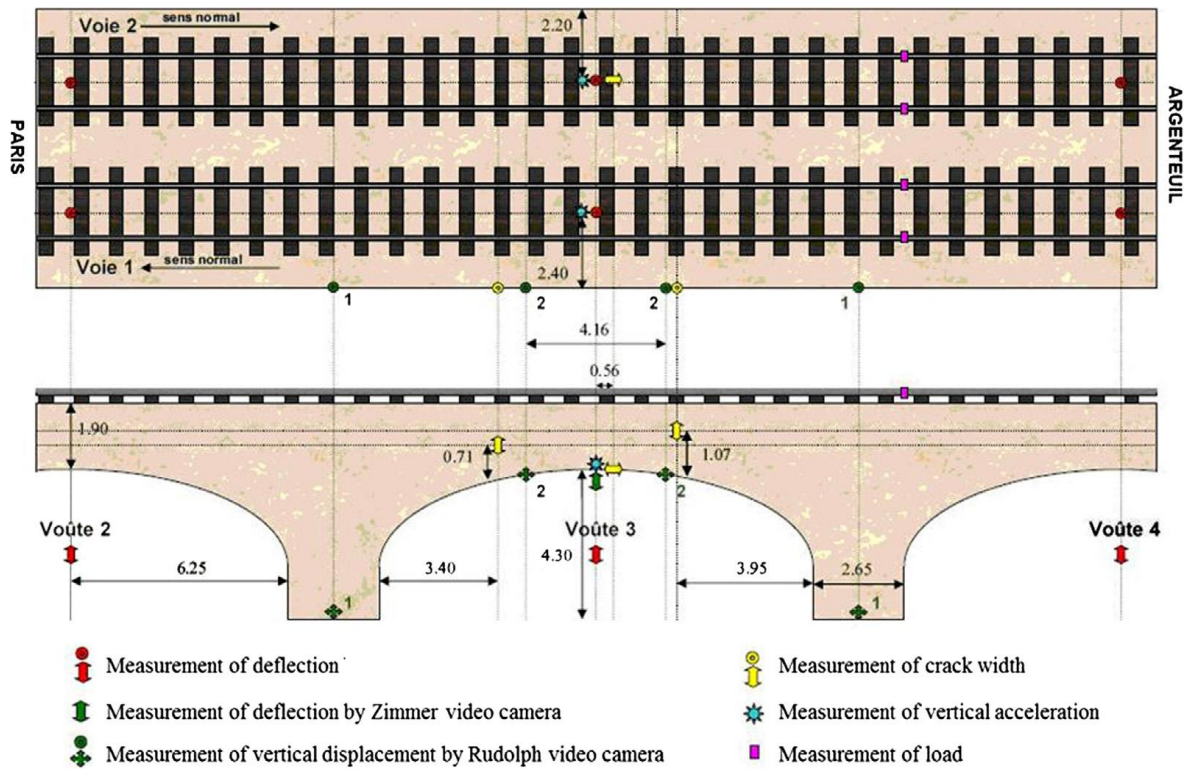 Voie 2 sens normal
2.20
PARIS
ARGENTEUIL
Voie 1 sens normal
2.40
1 2 2 1
4.16
0.56
1.90
0.71
1.07
2 2
Voûte 2 Voûte 3 Voûte 4
4.30
6.25 3.40 3.95 2.65
1 1
Measurement of deflection
Measurement of crack width
Measurement of deflection by Zimmer video camera
Measurement of vertical acceleration
Measurement of vertical displacement by Rudolph video camera
Measurement of load